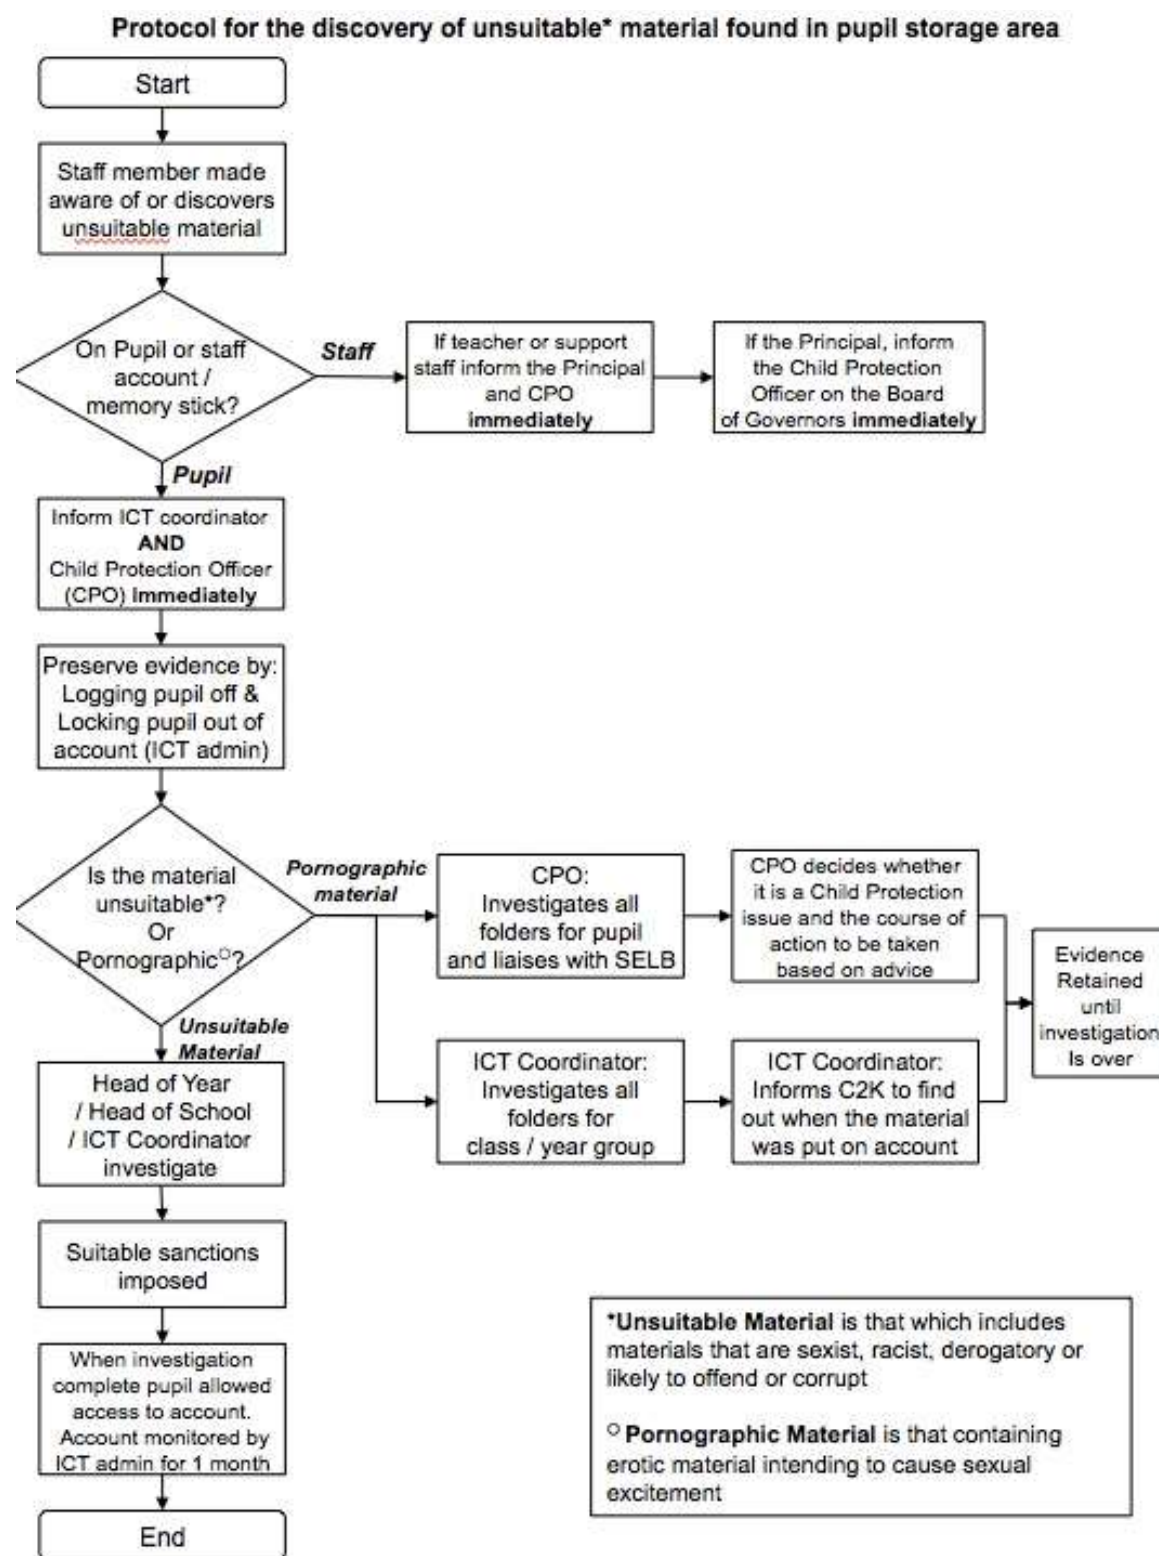 Protocol for the discovery of unsuitable* material found in pupil storage area
Start
Staff member made
aware of or discovers
unsuitable material
On Pupil or staff
account /
memory stick?
Staff
If teacher or support
staff inform the Principal
and CPO
immediately
If the Principal, inform
the Child Protection
Officer on the Board
of Governors immediately
Pupil
Inform ICT coordinator
AND
Child Protection Officer
(CPO) Immediately
Preserve evidence by:
Logging pupil off &
Locking pupil out of
account (ICT admin)
Is the material
unsuitable*?
Or
Pornographic○?
Pornographic
material
CPO:
Investigates all
folders for pupil
and liaises with SELB
CPO decides whether
it is a Child Protection
issue and the course of
action to be taken
based on advice
Evidence
Retained
until
investigation
Is over
ICT Coordinator:
Investigates all
folders for
class / year group
ICT Coordinator:
Informs C2K to find
out when the material
was put on account
Unsuitable
Material
Head of Year
/ Head of School
/ ICT Coordinator
investigate
Suitable sanctions
imposed
When investigation
complete pupil allowed
access to account.
Account monitored by
ICT admin for 1 month
End
*Unsuitable Material is that which includes
materials that are sexist, racist, derogatory or
likely to offend or corrupt
○ Pornographic Material is that containing
erotic material intending to cause sexual
excitement